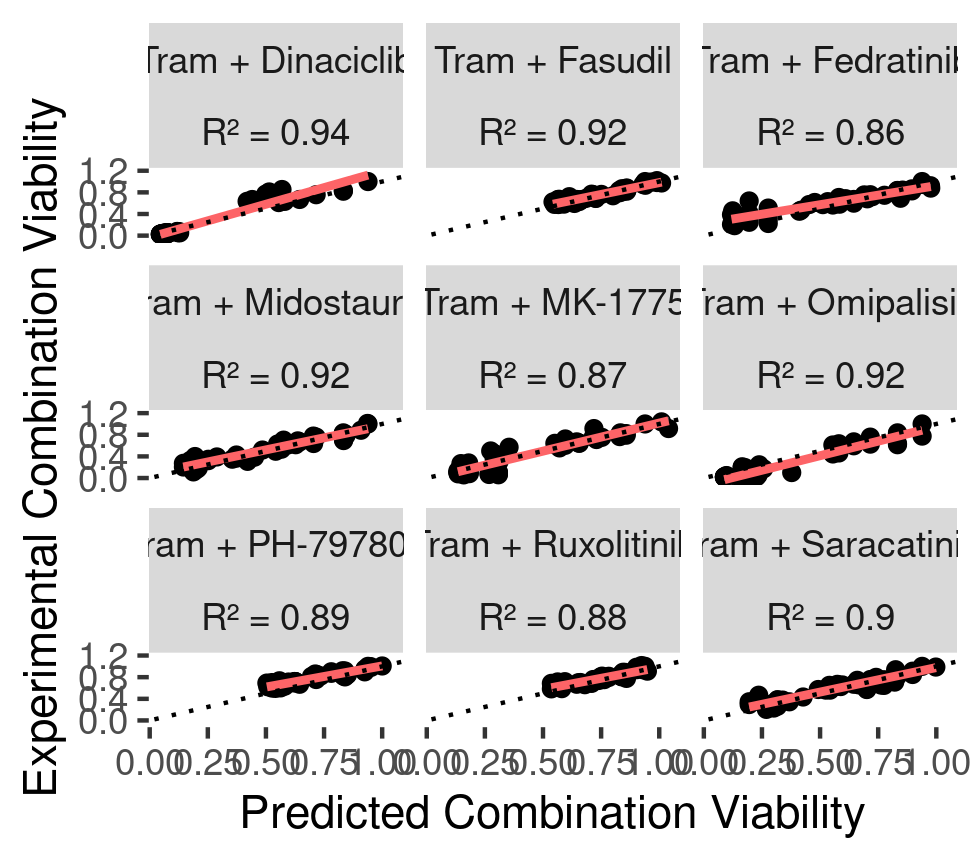 Tram + Dinaciclib
R² = 0.94
Tram + Fasudil
R² = 0.92
Tram + Fedratinib
R² = 0.86
1.2
0.8
0.4
0.0
ram + Midostaur
R² = 0.92
Tram + MK-1775
R² = 0.87
Tram + Omipalisi
R² = 0.92
1.2
0.8
0.4
0.0
ram + PH-79780
R² = 0.89
Tram + Ruxolitinib
R² = 0.88
ram + Saracatini
R² = 0.9
1.2
0.8
0.4
0.0
0.00 0.25 0.50 0.75 1.00
0.00 0.25 0.50 0.75 1.00
0.00 0.25 0.50 0.75 1.00
Predicted Combination Viability
Experimental Combination Viability